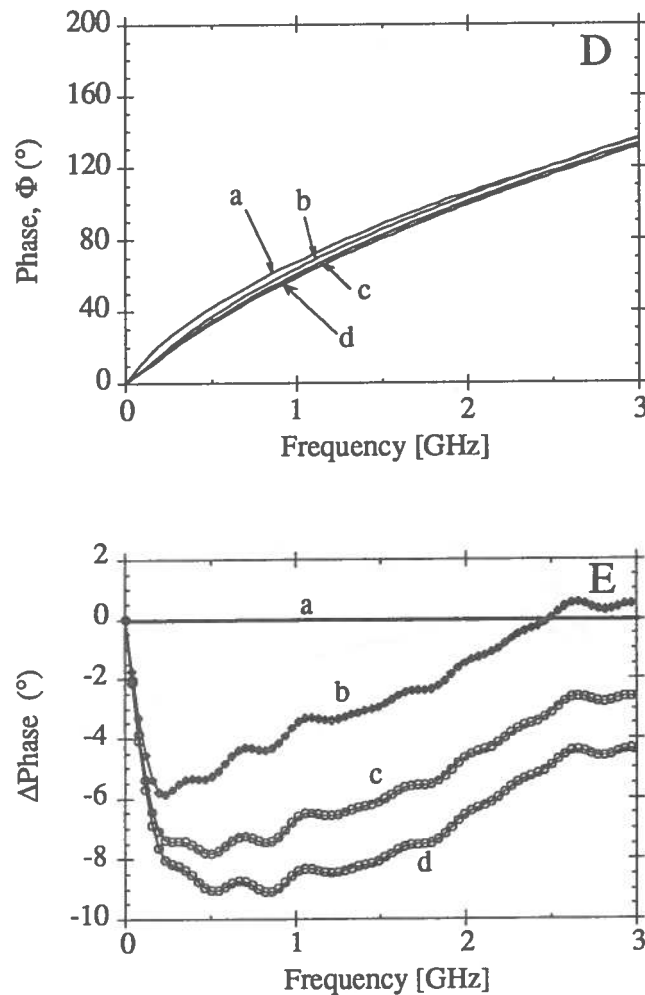 200
160
120
80
40
0
Phase, Φ (°)
D
a
b
c
d
0
1
2
3
Frequency [GHz]
2
0
-2
-4
-6
-8
-10
ΔPhase (°)
E
a
b
c
d
0
1
2
3
Frequency [GHz]